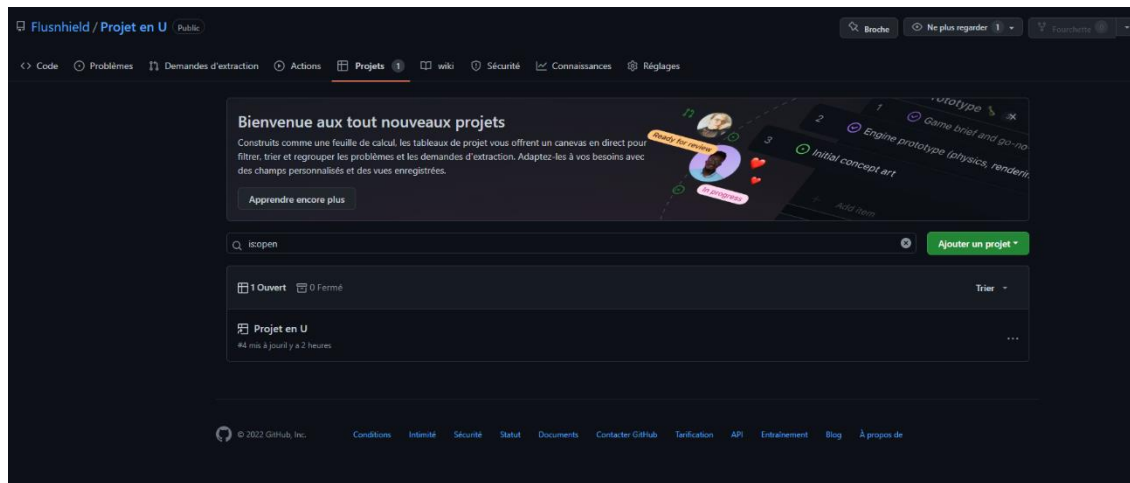 Flusnhield / Projet en U Public
Broche
Ne plus regarder 1
Fourchette 0
Code
Problèmes
Demandes d'extraction
Actions
Projets 1
wiki
Sécurité
Connaissances
Réglages
Bienvenue aux tout nouveaux projets
Construits comme une feuille de calcul, les tableaux de projet vous offrent un canevas en direct pour
filtrer, trier et regrouper les problèmes et les demandes d'extraction. Adaptez-les à vos besoins avec
des champs personnalisés et des vues enregistrées.
Apprendre encore plus
Ready for review
In progress
1
2 Game brief and go-no
3 Engine prototype (physics, renderin
Initial concept art
+ Add item
is:open
Ajouter un projet
1 Ouvert 0 Fermé
Trier
Projet en U
#4 mis à jouril y a 2 heures
...
© 2022 GitHub, Inc.
Conditions
Intimité
Sécurité
Statut
Documents
Contacter GitHub
Tarification
API
Entraînement
Blog
À propos de